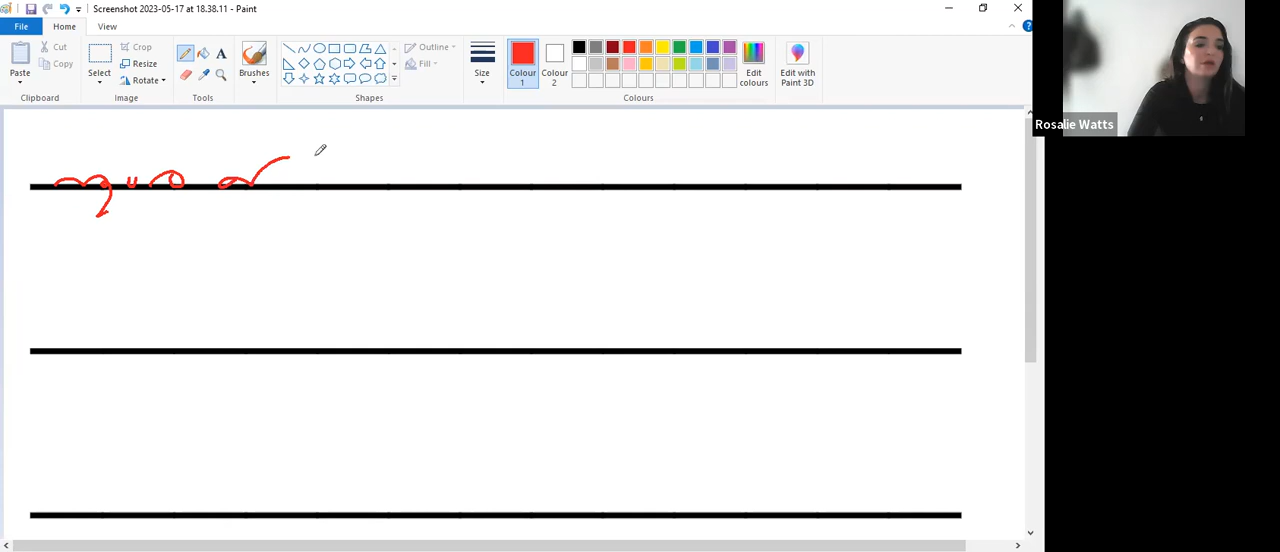 Screenshot 2023-05-17 at 18.38.11 - Paint
File Home View
Paste Cut Copy Select Crop Resize Rotate A Brushes Outline Fill Size Colour 1 Colour 2 Edit colours Edit with Paint 3D
Clipboard Image Tools Shapes Colours
Rosalie Watts